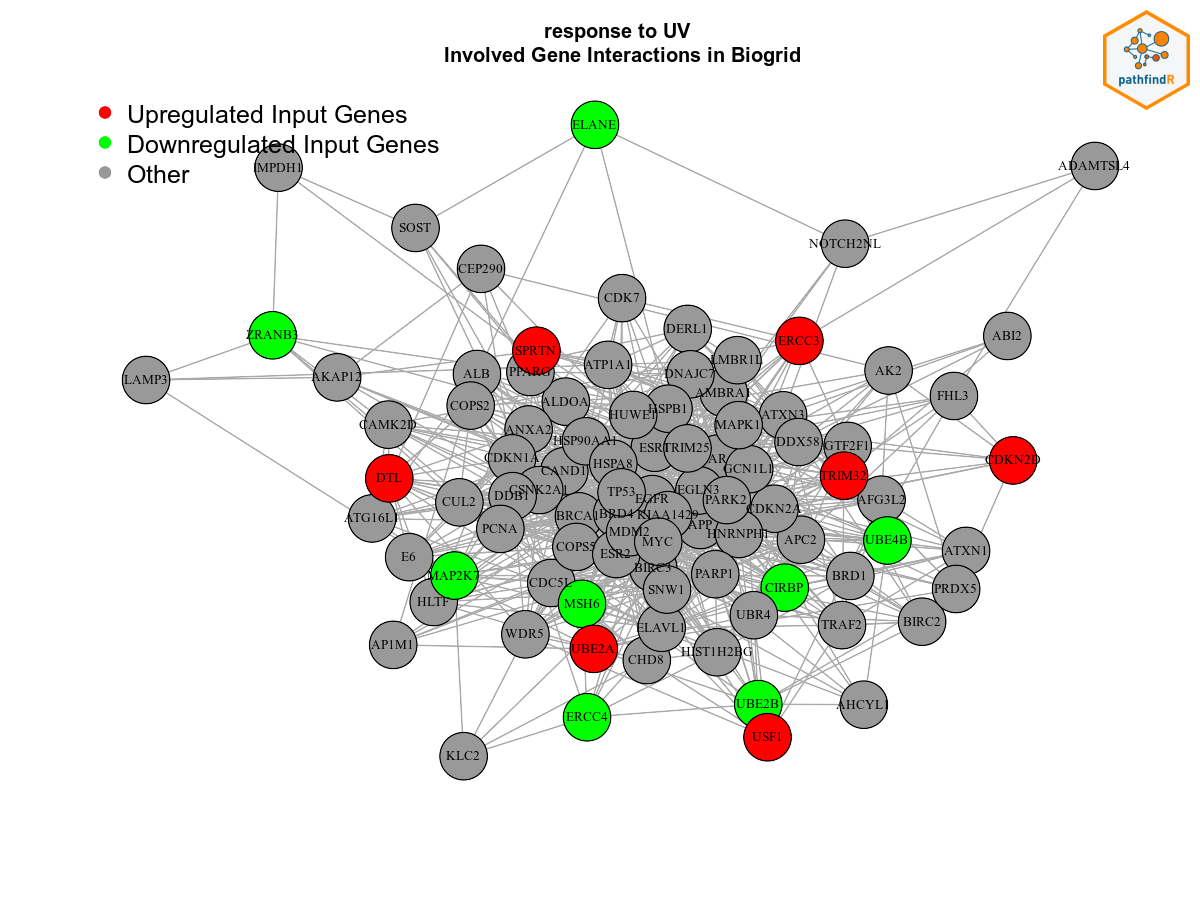 response to UV
Involved Gene Interactions in Biogrid
pathfindR
Upregulated Input Genes
Downregulated Input Genes
Other
ELANE
IMPDH1
ADAMTSL4
SOST
NOTCH2NL
CEP290
CDK7
DERL1
ZRANB3
ABI2
ERCC3
SPRTN
LMBR1L
ATP1A1
AK2
PPARG
ALB
DNAJC7
LAMP3
AKAP12
AMBRA1
FHL3
ALDOA
COPS2
HSPB1
HUWE1
ATXN3
CAMK2D
MAPK1
ANXA2
HSP90AA1
DDX58
GTF2F1
ESR1
TRIM25
CDKN1A
AR
CDKN2D
HSPA8
CAND1
GCN1L1
TRIM32
DTL
CSNK2A1
TP53
EGLN3
DDB1
EGFR
PARK2
AFG3L2
CUL2
CDKN2A
BRD4
KIAA1429
BRCA1
ATG16L1
PCNA
APP
MDM2
HNRNPH1
APC2
UBE4B
MYC
COPS5
ATXN1
ESR2
E6
BIRC3
PARP1
MAP2K7
BRD1
CDC5L
CIRBP
SNW1
PRDX5
HLTF
MSH6
UBR4
BIRC2
TRAF2
ELAVL1
WDR5
AP1M1
UBE2A
HIST1H2BG
CHD8
UBE2B
AHCYL1
ERCC4
USF1
KLC2